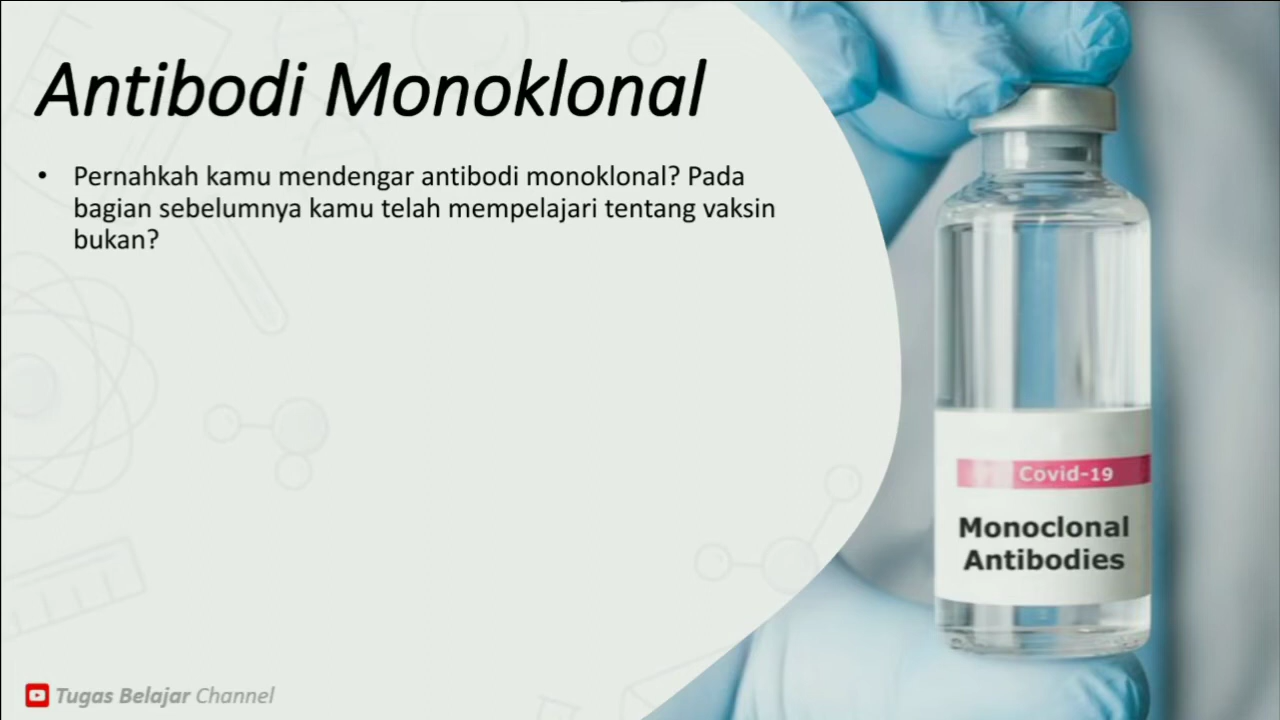 Antibodi Monoklonal
• Pernahkah kamu mendengar antibodi monoklonal? Pada
bagian sebelumnya kamu telah mempelajari tentang vaksin
bukan?
Covid-19
Monoclonal
Antibodies
Tugas Belajar Channel